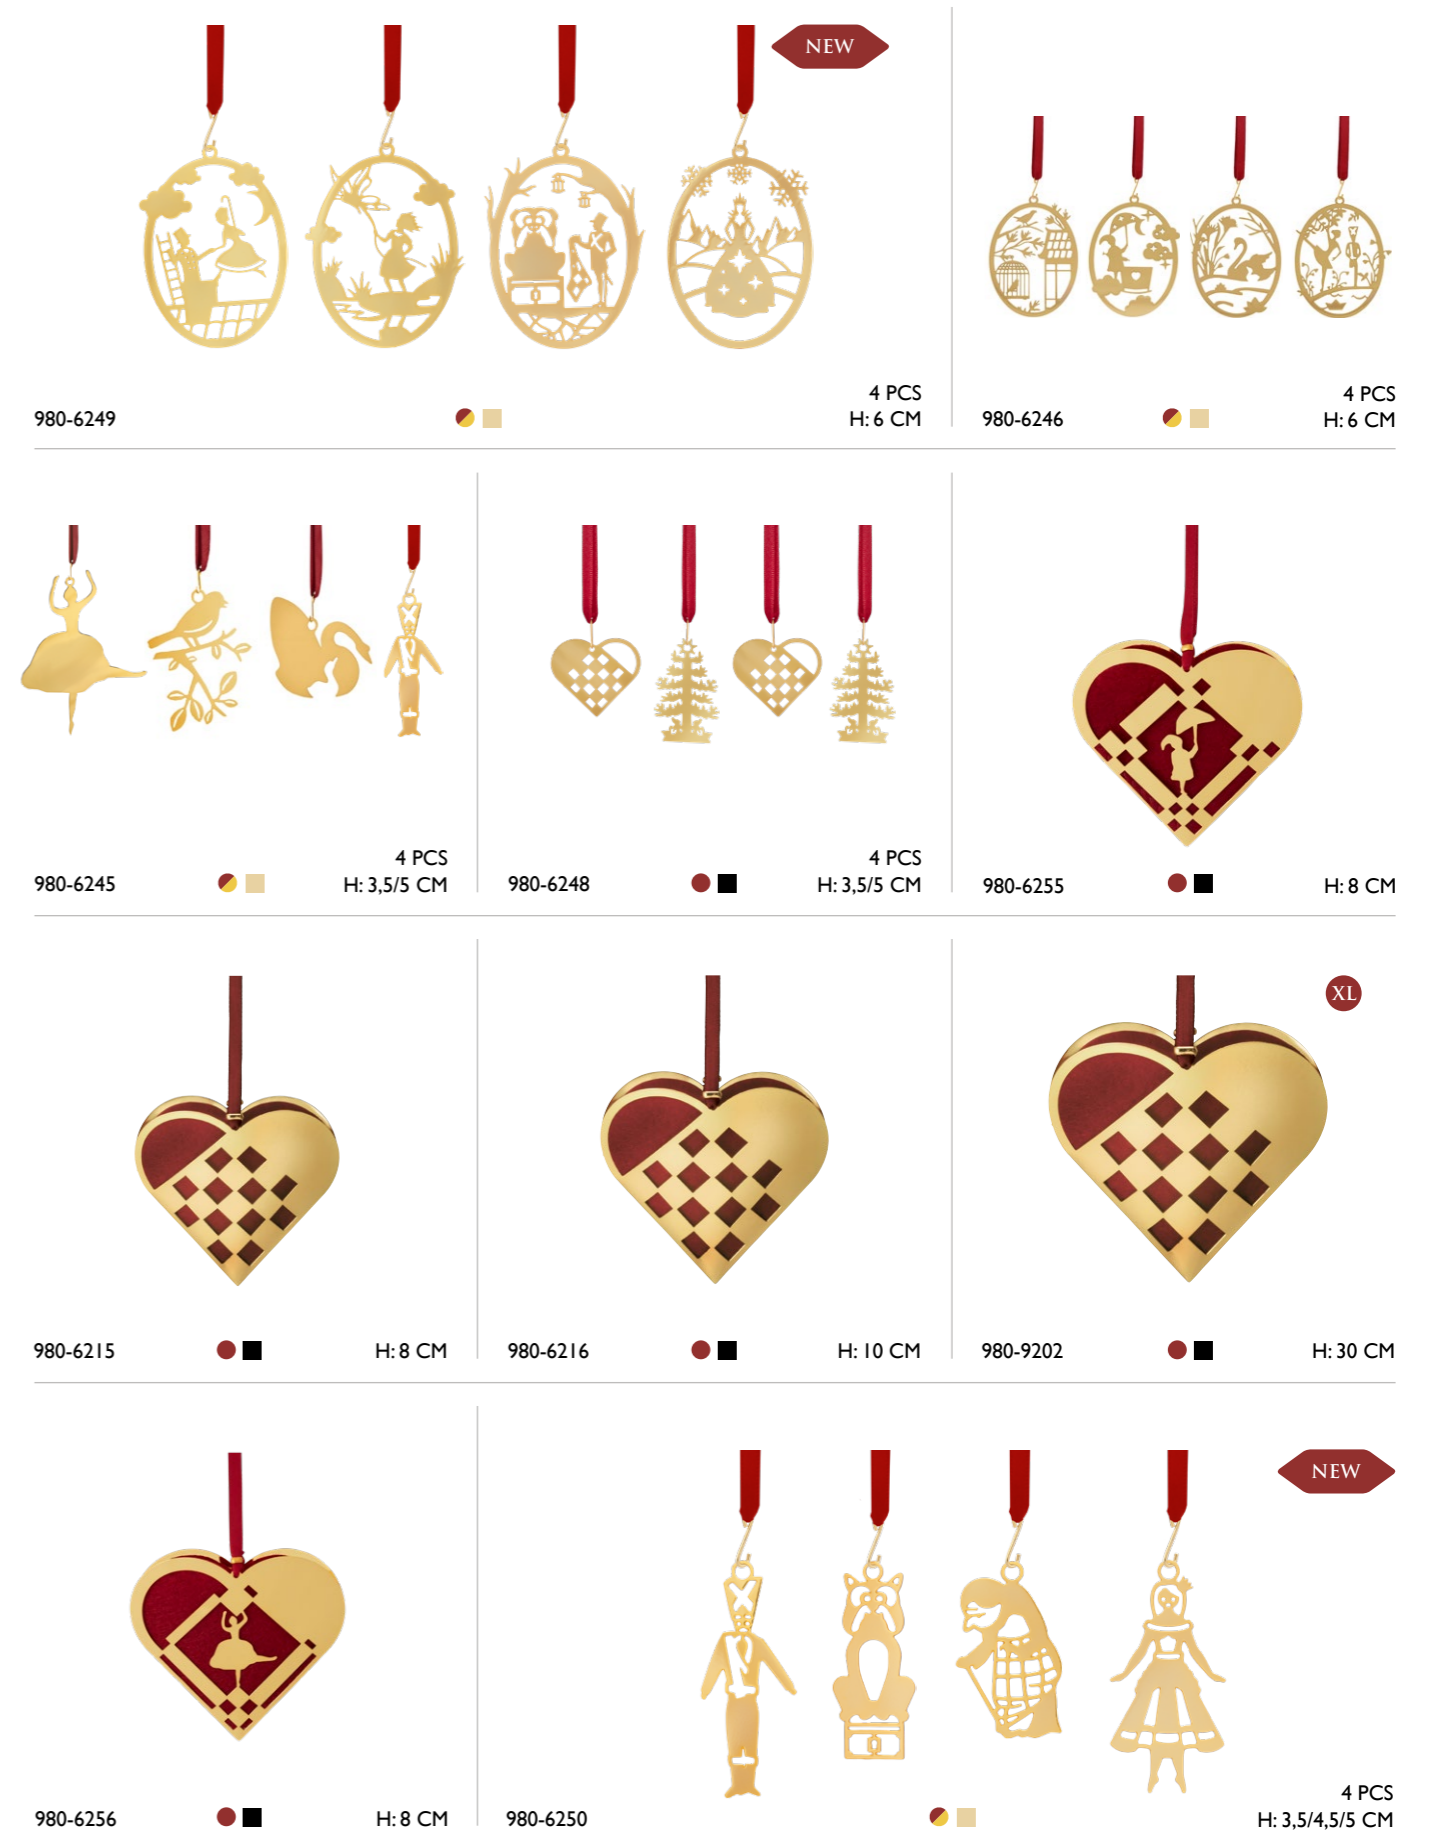 NEW
4 PCS
980-6249
H: 6 CM
4 PCS
980-6246
H: 6 CM
4 PCS
980-6245
H: 3,5/5 CM
4 PCS
980-6248
H: 3,5/5 CM
980-6255
H: 8 CM
XL
980-6215
H: 8 CM
980-6216
H: 10 CM
980-9202
H: 30 CM
980-6256
H: 8 CM
NEW
4 PCS
980-6250
H: 3,5/4,5/5 CM